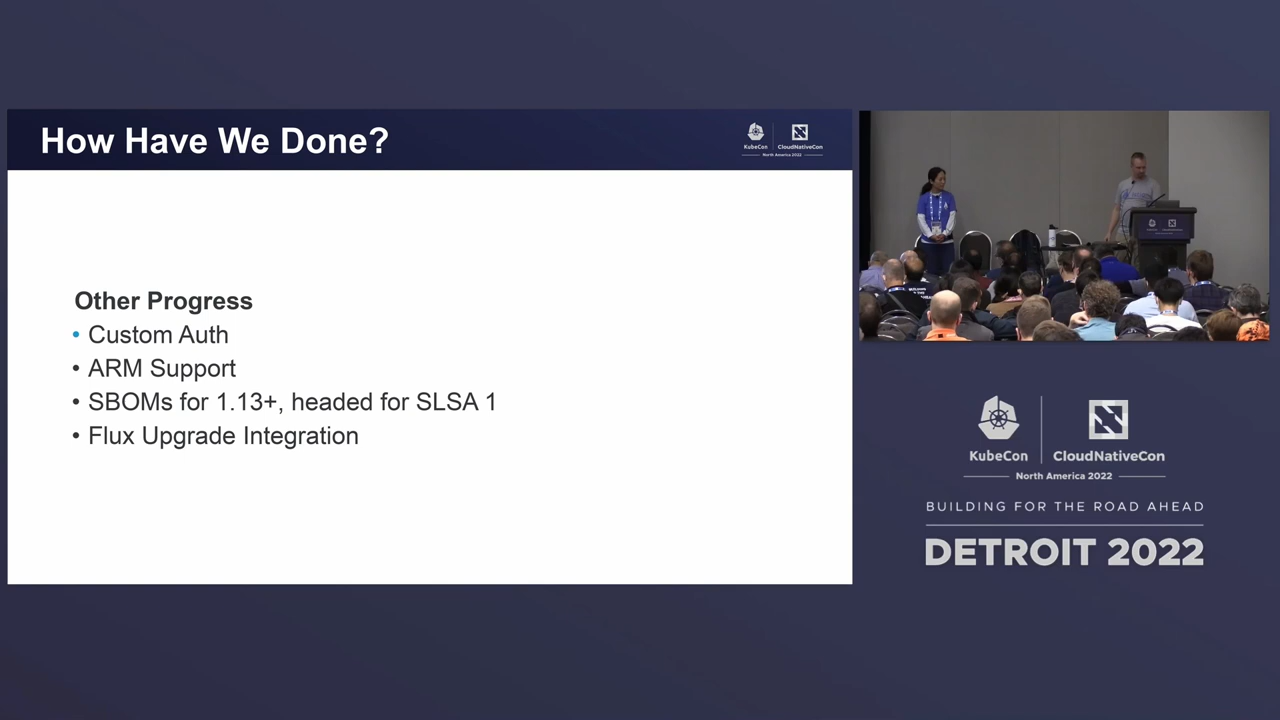 How Have We Done?
KubeCon
CloudNativeCon
North America 2022
Other Progress
• Custom Auth
• ARM Support
• SBOMs for 1.13+, headed for SLSA 1
• Flux Upgrade Integration
KubeCon
CloudNativeCon
North America 2022
BUILDING FOR THE ROAD AHEAD
DETROIT 2022